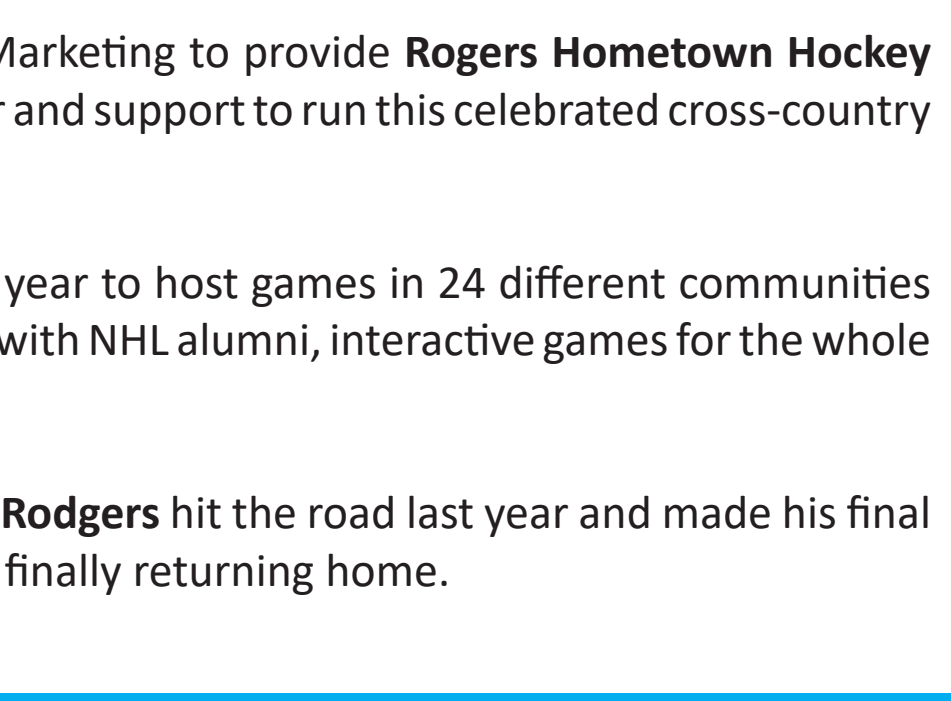 Marketing to provide Rogers Hometown Hockey
and support to run this celebrated cross-country
year to host games in 24 different communities
with NHL alumni, interactive games for the whole
Rodgers hit the road last year and made his final
finally returning home.